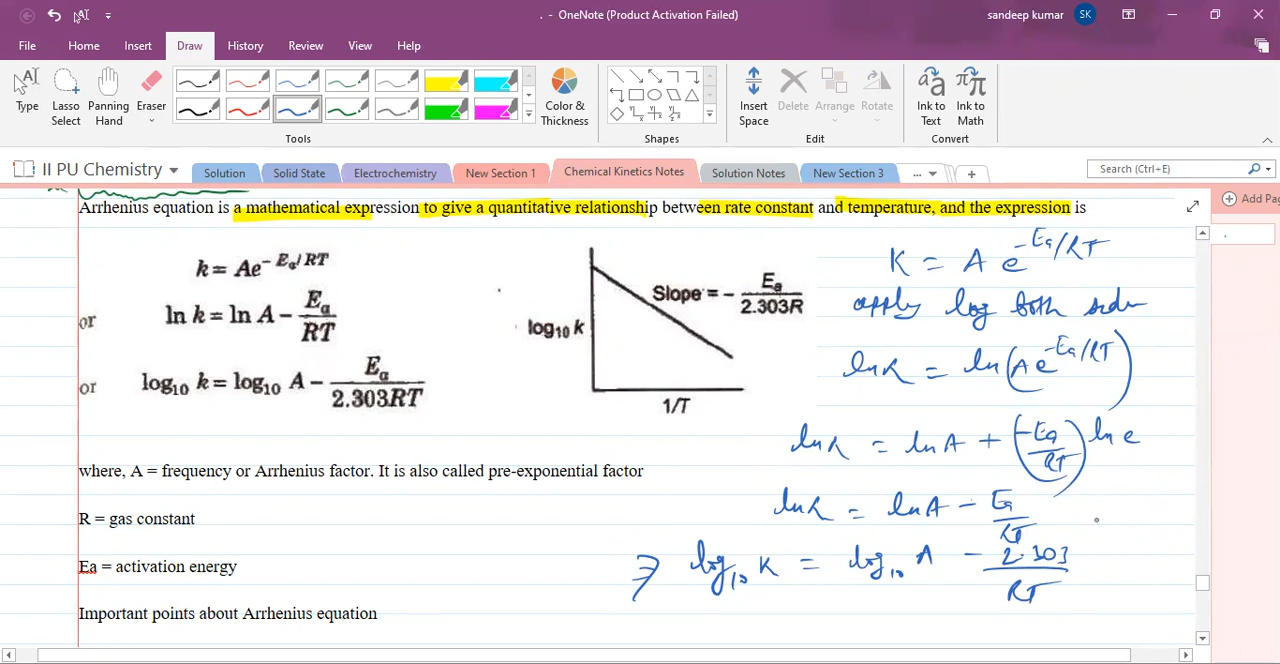 . - OneNote (Product Activation Failed)
sandeep kumar SK
File Home Insert Draw History Review View Help
Type Lasso Select Panning Hand Eraser Color & Thickness Insert Space Delete Arrange Rotate Ink to Text Ink to Math
Tools Shapes Edit Convert
II PU Chemistry Solution Solid State Electrochemistry New Section 1 Chemical Kinetics Notes Solution Notes New Section 3 ... Search (Ctrl+E)
Add Pag
Arrhenius equation is a mathematical expression to give a quantitative relationship between rate constant and temperature, and the expression is
k = Ae^{- E_a/RT}
or ln k = ln A - E_a/RT
or log₁₀ k = log₁₀ A - E_a/2.303RT
Slope = - E_a/2.303R
log₁₀ k
1/T
where, A = frequency or Arrhenius factor. It is also called pre-exponential factor
R = gas constant
Ea = activation energy
Important points about Arrhenius equation
K = A e^{-Ea/RT}
apply log both sides
ln k = ln(A e^{-Ea/RT})
ln k = ln A + (-Ea/RT) ln e
ln k = ln A - Ea/RT
⇒ log₁₀ K = log₁₀ A - 2.303/RT